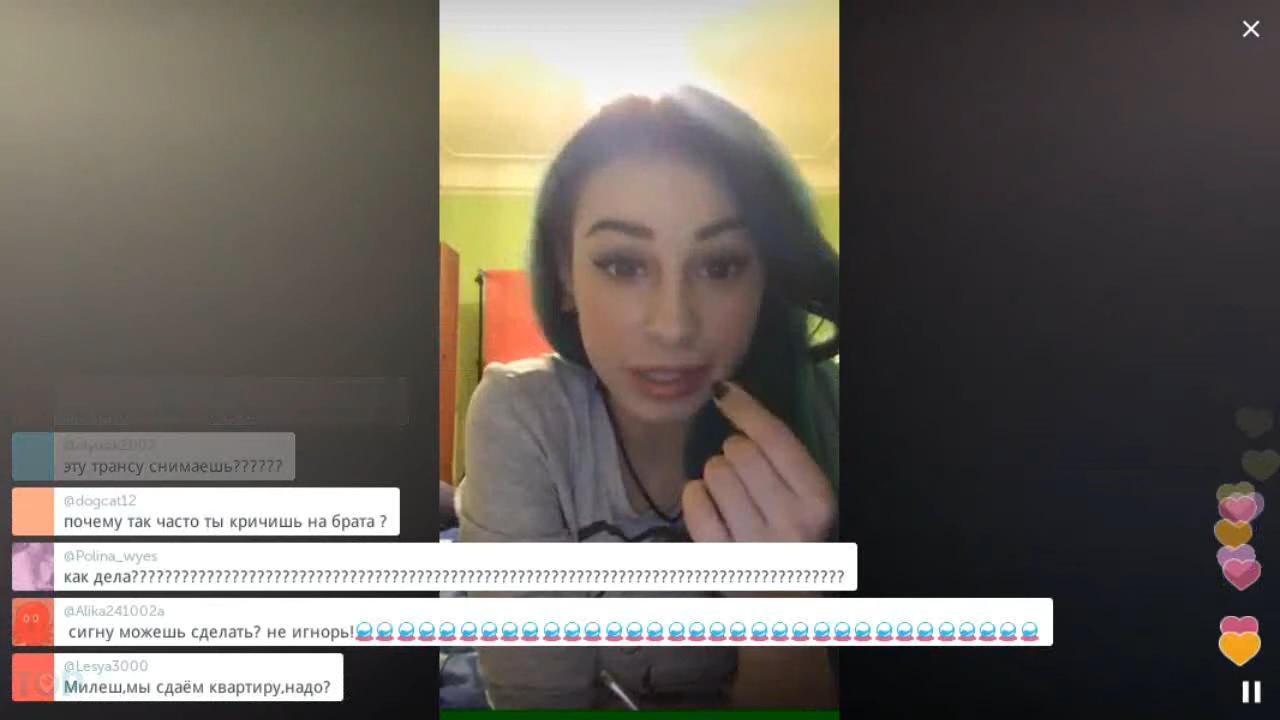 эту трансу снимаешь??????
@dogcat12
почему так часто ты кричишь на брата ?
@Polina_wyes
как дела??????????????????????????????????????????????????????????????????????????????????????
@Alika241002a
сигну можешь сделать? не игнорь!
@Lesya3000
Милеш,мы сдаём квартиру,надо?